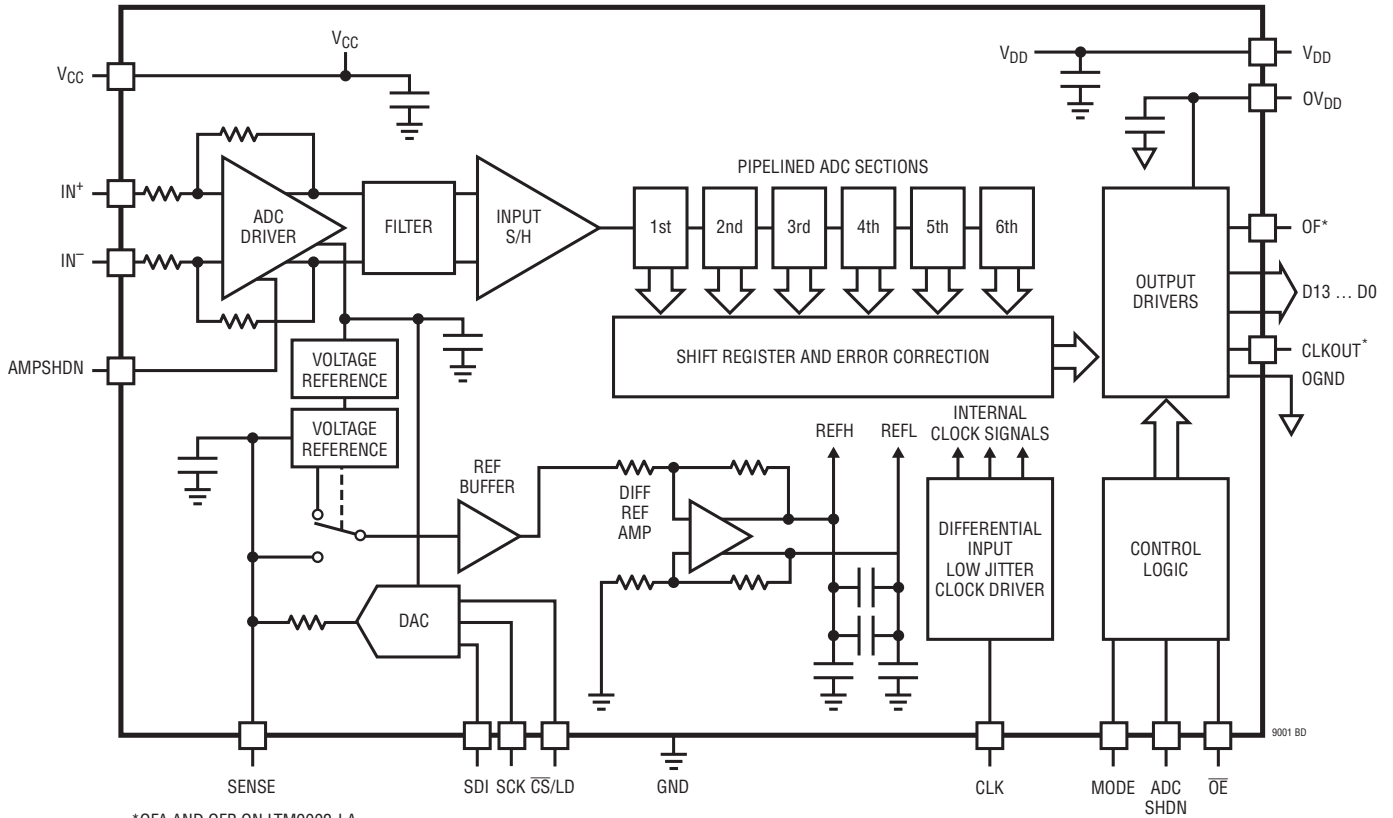 VCC
VCC
VDD
VDD
OVDD
IN+
IN−
ADC
DRIVER
FILTER
INPUT
S/H
PIPELINED ADC SECTIONS
1st
2nd
3rd
4th
5th
6th
SHIFT REGISTER AND ERROR CORRECTION
OUTPUT
DRIVERS
OF*
D13 ... D0
CLKOUT*
OGND
AMPSHDN
VOLTAGE
REFERENCE
VOLTAGE
REFERENCE
REF
BUFFER
DIFF
REF
AMP
REFH
REFL
INTERNAL
CLOCK SIGNALS
DIFFERENTIAL
INPUT
LOW JITTER
CLOCK DRIVER
CONTROL
LOGIC
DAC
9001 BD
SENSE
SDI
SCK
C̅S̅/LD
GND
CLK
MODE
ADC
SHDN
O̅E̅